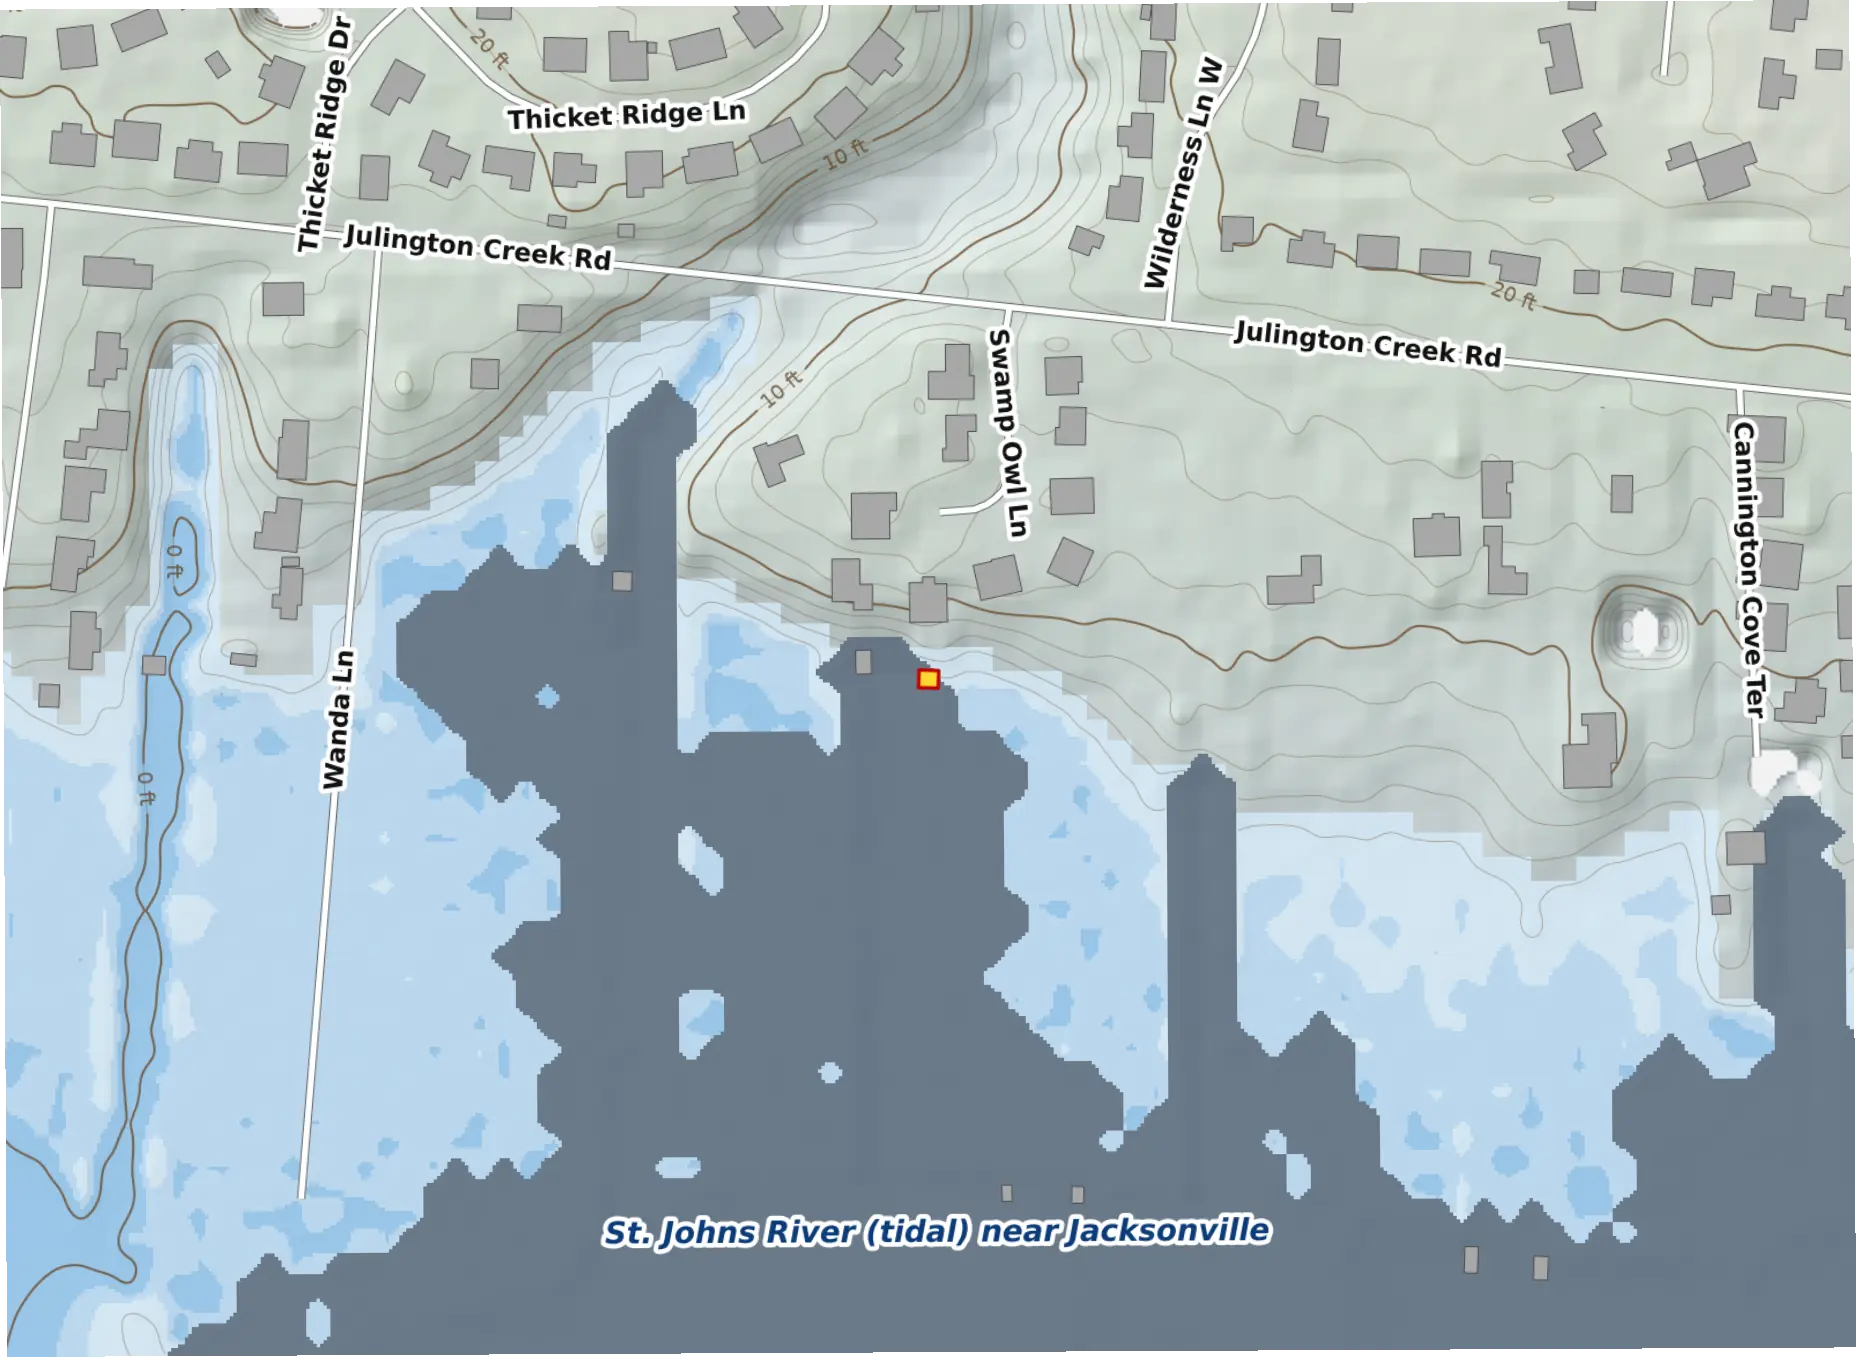 Thicket Ridge Dr
20 ft
Thicket Ridge Ln
10 ft
Wilderness Ln W
Julington Creek Rd
20 ft
Julington Creek Rd
Swamp Owl Ln
10 ft
Cannington Cove Ter
0 ft
Wanda Ln
0 ft
St. Johns River (tidal) near Jacksonville